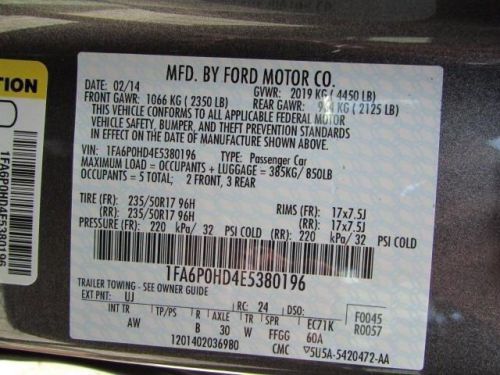 MFD. BY FORD MOTOR CO.
DATE: 02/14 GVWR: 2019 KG (4450 LB)
FRONT GAWR: 1066 KG (2350 LB) REAR GAWR: KG (2125 LB)
THIS VEHICLE CONFORMS TO ALL APPLICABLE FEDERAL MOTOR
VEHICLE SAFETY, BUMPER, AND THEFT PREVENTION STANDARDS
IN EFFECT ON THE DATE OF MANUFACTURE SHOWN ABOVE.
VIN: 1FA6P0HD4E5380196 TYPE: Passenger Car
MAXIMUM LOAD = OCCUPANTS + LUGGAGE = 385KG/850LB
OCCUPANTS = 5 TOTAL; 2 FRONT, 3 REAR
TIRE (FR): 235/50R17 96H RIMS (FR): 17x7.5J
(RR): 235/50R17 96H (RR): 17x7.5J
PRESSURE (FR): 220 kPa/ 32 PSI COLD (RR): 220 kPa/ 32 PSI COLD
1FA6P0HD4E5380196
TRAILER TOWING - SEE OWNER GUIDE
EXT PNT: UJ RC: 24 DSO: F0045
INT TR TP/PS R AXLE TR SPR EC71K R0057
AW B 30 W FFGG 60A
1201402036980 CMC 5U5A-5420472-AA
TION
1FA6P0HD4E5380196